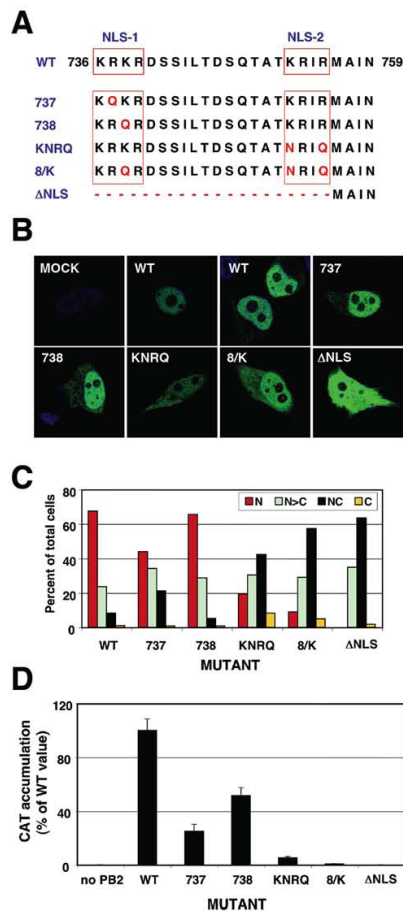 A
NLS-1 NLS-2
WT 736 KRKRDSSILTDSQTATKRIRMAIN 759
737 KQKRDSSILTDSQTATKRIRMAIN
738 KRQRDSSILTDSQTATKRIRMAIN
KNRQ KRKRDSSILTDSQTATNRIQMAIN
8/K KRQRDSSILTDSQTATNRIQMAIN
ΔNLS - - - - - - - - - - - - - - - - - - - - MAIN
B
MOCK WT WT 737
738 KNRQ 8/K ΔNLS
C
80
60
40
20
0
Percent of total cells
N N>C NC C
WT 737 738 KNRQ 8/K ΔNLS
MUTANT
D
120
80
40
0
CAT accumulation
(% of WT value)
no PB2 WT 737 738 KNRQ 8/K ΔNLS
MUTANT